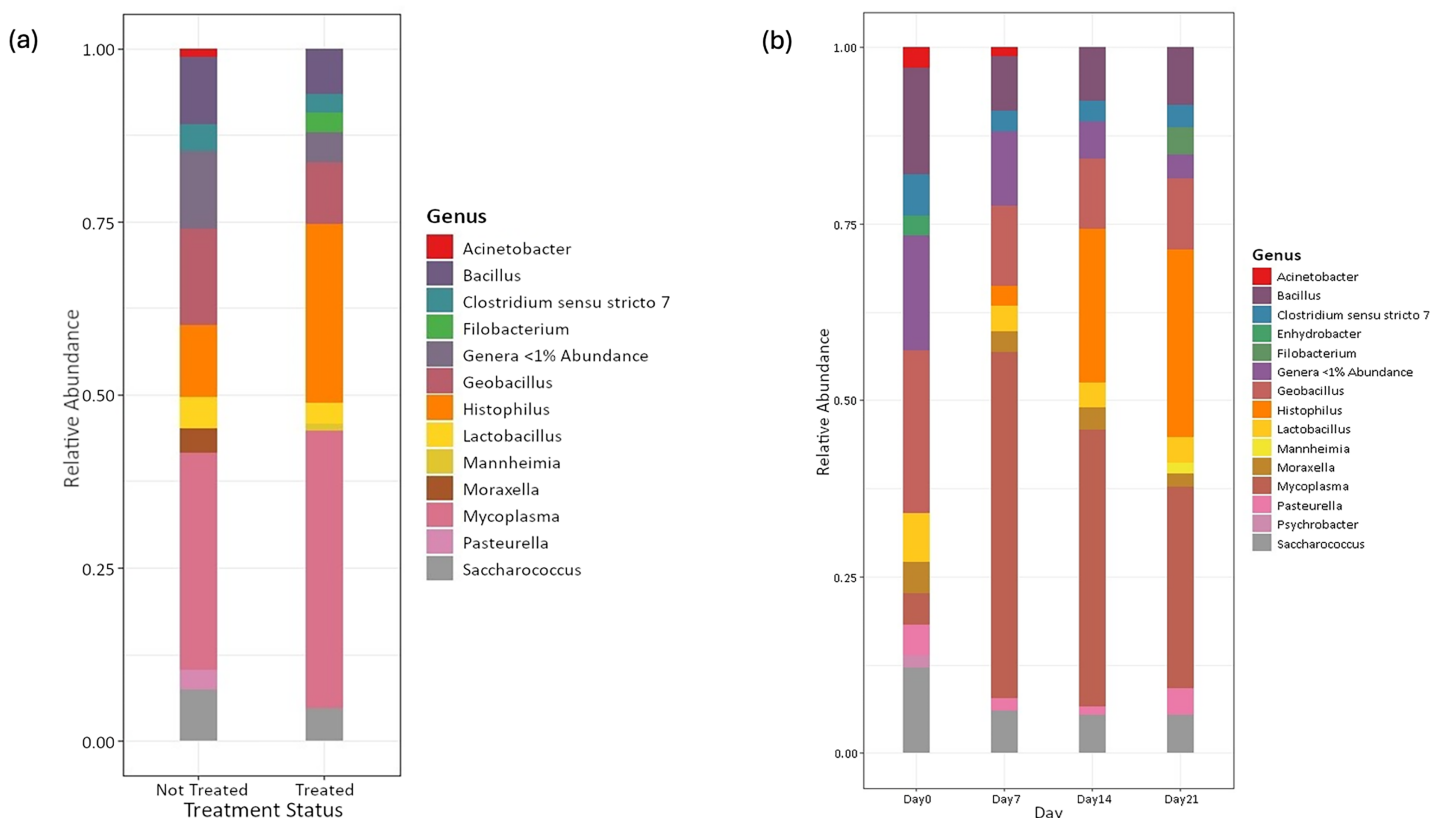 (a)
Relative Abundance
1.00
0.75
0.50
0.25
0.00
Not Treated
Treated
Treatment Status
Genus
Acinetobacter
Bacillus
Clostridium sensu stricto 7
Filobacterium
Genera <1% Abundance
Geobacillus
Histophilus
Lactobacillus
Mannheimia
Moraxella
Mycoplasma
Pasteurella
Saccharococcus
(b)
Relative Abundance
1.00
0.75
0.50
0.25
0.00
Day0
Day7
Day14
Day21
Day
Genus
Acinetobacter
Bacillus
Clostridium sensu stricto 7
Enhydrobacter
Filobacterium
Genera <1% Abundance
Geobacillus
Histophilus
Lactobacillus
Mannheimia
Moraxella
Mycoplasma
Pasteurella
Psychrobacter
Saccharococcus